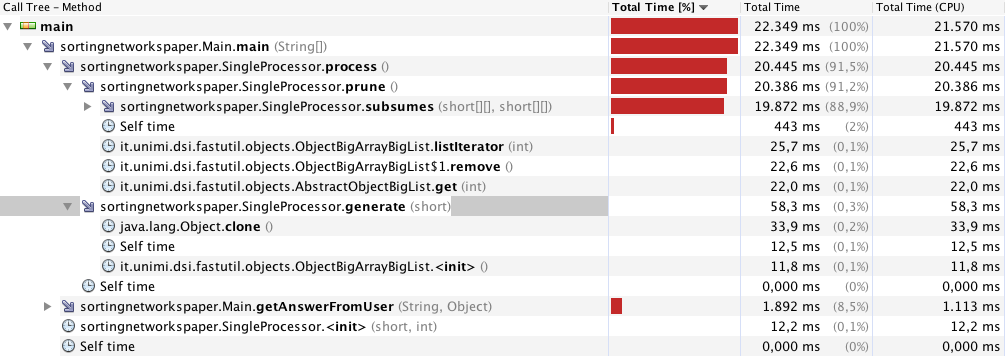 Call Tree - Method Total Time [%] Total Time Total Time (CPU)
main 22.349 ms (100%) 21.570 ms
sortingnetworkspaper.Main.main (String[]) 22.349 ms (100%) 21.570 ms
sortingnetworkspaper.SingleProcessor.process () 20.445 ms (91,5%) 20.445 ms
sortingnetworkspaper.SingleProcessor.prune () 20.386 ms (91,2%) 20.386 ms
sortingnetworkspaper.SingleProcessor.subsumes (short[][], short[][]) 19.872 ms (88,9%) 19.872 ms
Self time 443 ms (2%) 443 ms
it.unimi.dsi.fastutil.objects.ObjectBigArrayBigList.listIterator (int) 25,7 ms (0,1%) 25,7 ms
it.unimi.dsi.fastutil.objects.ObjectBigArrayBigList$1.remove () 22,6 ms (0,1%) 22,6 ms
it.unimi.dsi.fastutil.objects.AbstractObjectBigList.get (int) 22,0 ms (0,1%) 22,0 ms
sortingnetworkspaper.SingleProcessor.generate (short) 58,3 ms (0,3%) 58,3 ms
java.lang.Object.clone () 33,9 ms (0,2%) 33,9 ms
Self time 12,5 ms (0,1%) 12,5 ms
it.unimi.dsi.fastutil.objects.ObjectBigArrayBigList.<init> () 11,8 ms (0,1%) 11,8 ms
Self time 0,000 ms (0%) 0,000 ms
sortingnetworkspaper.Main.getAnswerFromUser (String, Object) 1.892 ms (8,5%) 1.113 ms
sortingnetworkspaper.SingleProcessor.<init> (short, int) 12,2 ms (0,1%) 12,2 ms
Self time 0,000 ms (0%) 0,000 ms